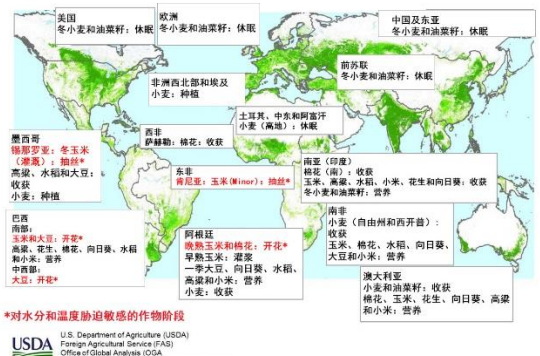 美国
冬小麦和油菜籽：休眠
欧洲
冬小麦和油菜籽：休眠
中国及东亚
冬小麦和油菜籽：休眠
前苏联
冬小麦和油菜籽：休眠
非洲西北部和埃及
小麦：种植
土耳其、中东和阿富汗
小麦（高地）：休眠
墨西哥
锡那罗亚：冬玉米
（灌溉）：抽丝*
高粱、水稻和大豆：
收获
小麦：种植
西非
萨赫勒：棉花：收获
东非
肯尼亚：玉米(Minor)：抽丝*
南亚（印度）
棉花（南）：收获
玉米、高粱、水稻、小米、花生和向日葵：收获
冬小麦和油菜籽：营养
巴西
南部：
玉米和大豆：开花*
高粱、花生、棉花、向日葵、水稻
和小米：营养
中西部：
大豆：开花*
阿根廷
晚熟玉米和棉花：开花*
早熟玉米：灌浆
一季大豆、向日葵、水稻、
高粱和小米：营养
小麦：收获
南非
小麦（自由州和西开普）：
收获
玉米、棉花、向日葵、高粱、
大豆和小米：营养
澳大利亚
小麦和油菜籽：收获
棉花、玉米、花生、向日葵、高粱
和小米：营养
*对水分和温度胁迫敏感的作物阶段
USDA
U.S. Department of Agriculture (USDA)
Foreign Agricultural Service (FAS)
Office of Global Analysis (OGA